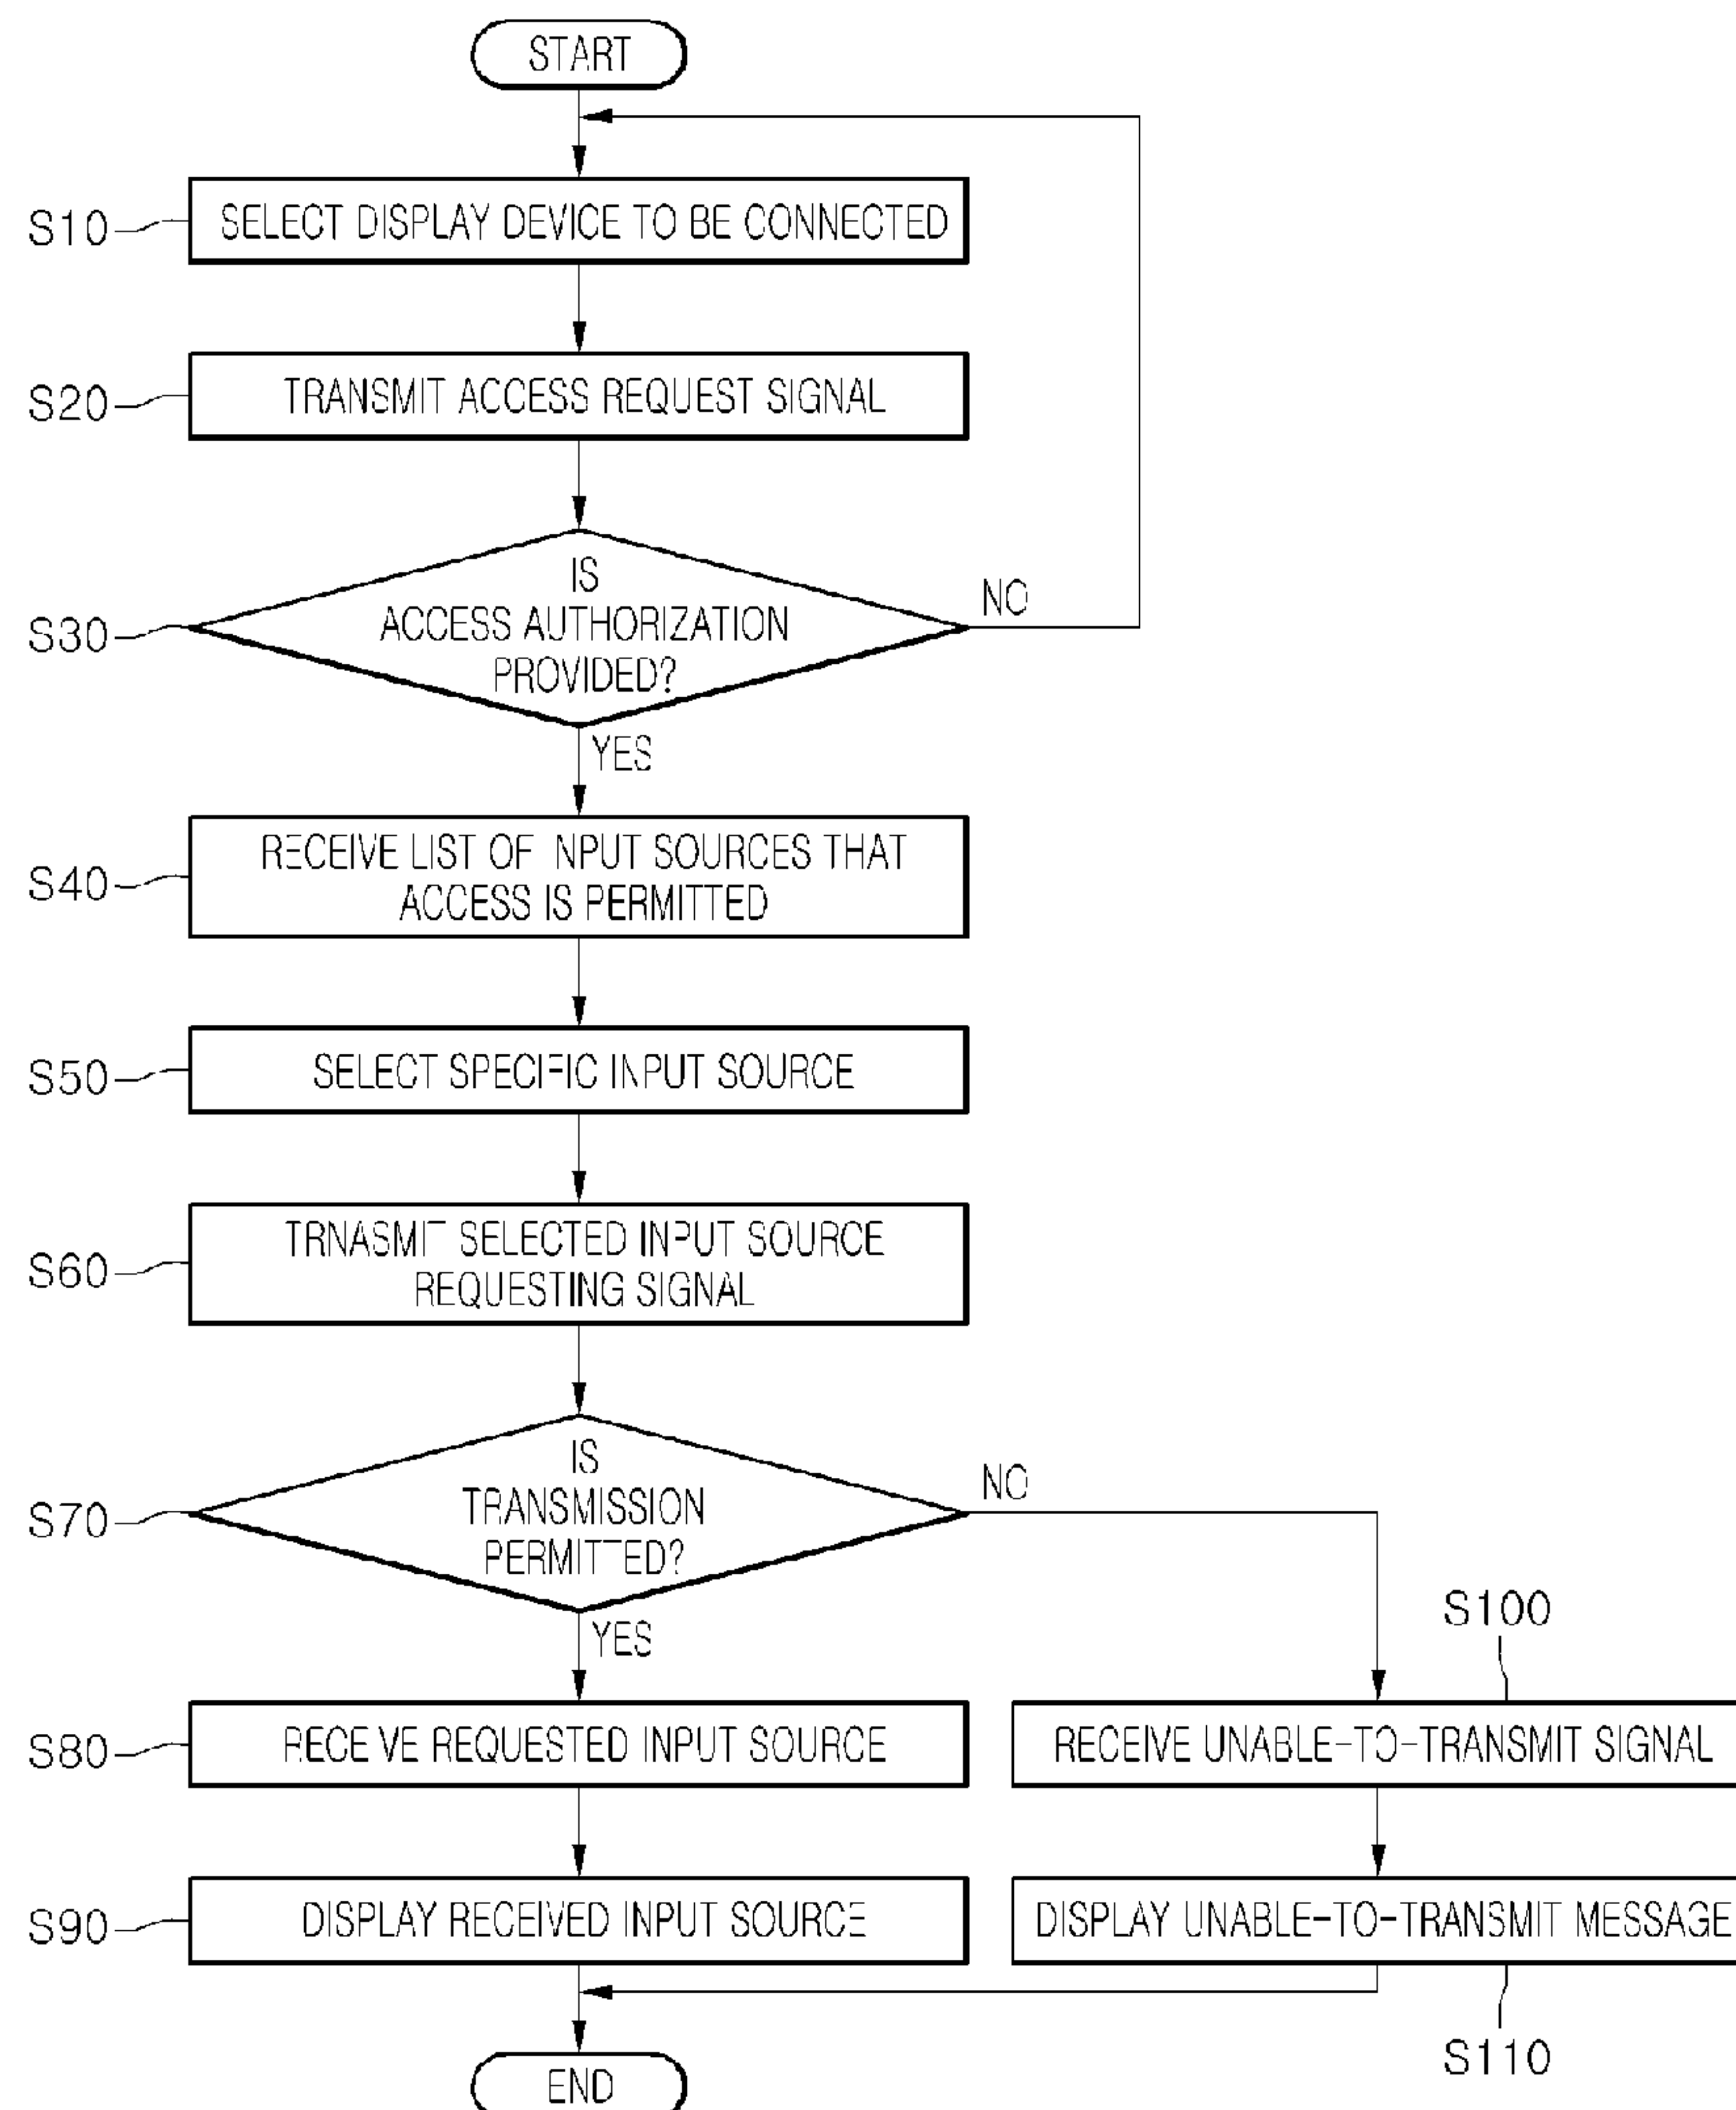 START
S10
SELECT DISPLAY DEVICE TO BE CONNECTED
S20
TRANSMIT ACCESS REQUEST SIGNAL
S30
IS
ACCESS AUTHORIZATION
PROVIDED?
NO
YES
S40
RECEIVE LIST OF INPUT SOURCES THAT
ACCESS IS PERMITTED
S50
SELECT SPECIFIC INPUT SOURCE
S60
TRNASMIT SELECTED INPUT SOURCE
REQUESTING SIGNAL
S70
IS
TRANSMISSION
PERMITTED?
NO
YES
S100
S80
RECEIVE REQUESTED INPUT SOURCE
RECEIVE UNABLE-TO-TRANSMIT SIGNAL
S90
DISPLAY RECEIVED INPUT SOURCE
DISPLAY UNABLE-TO-TRANSMIT MESSAGE
S110
END